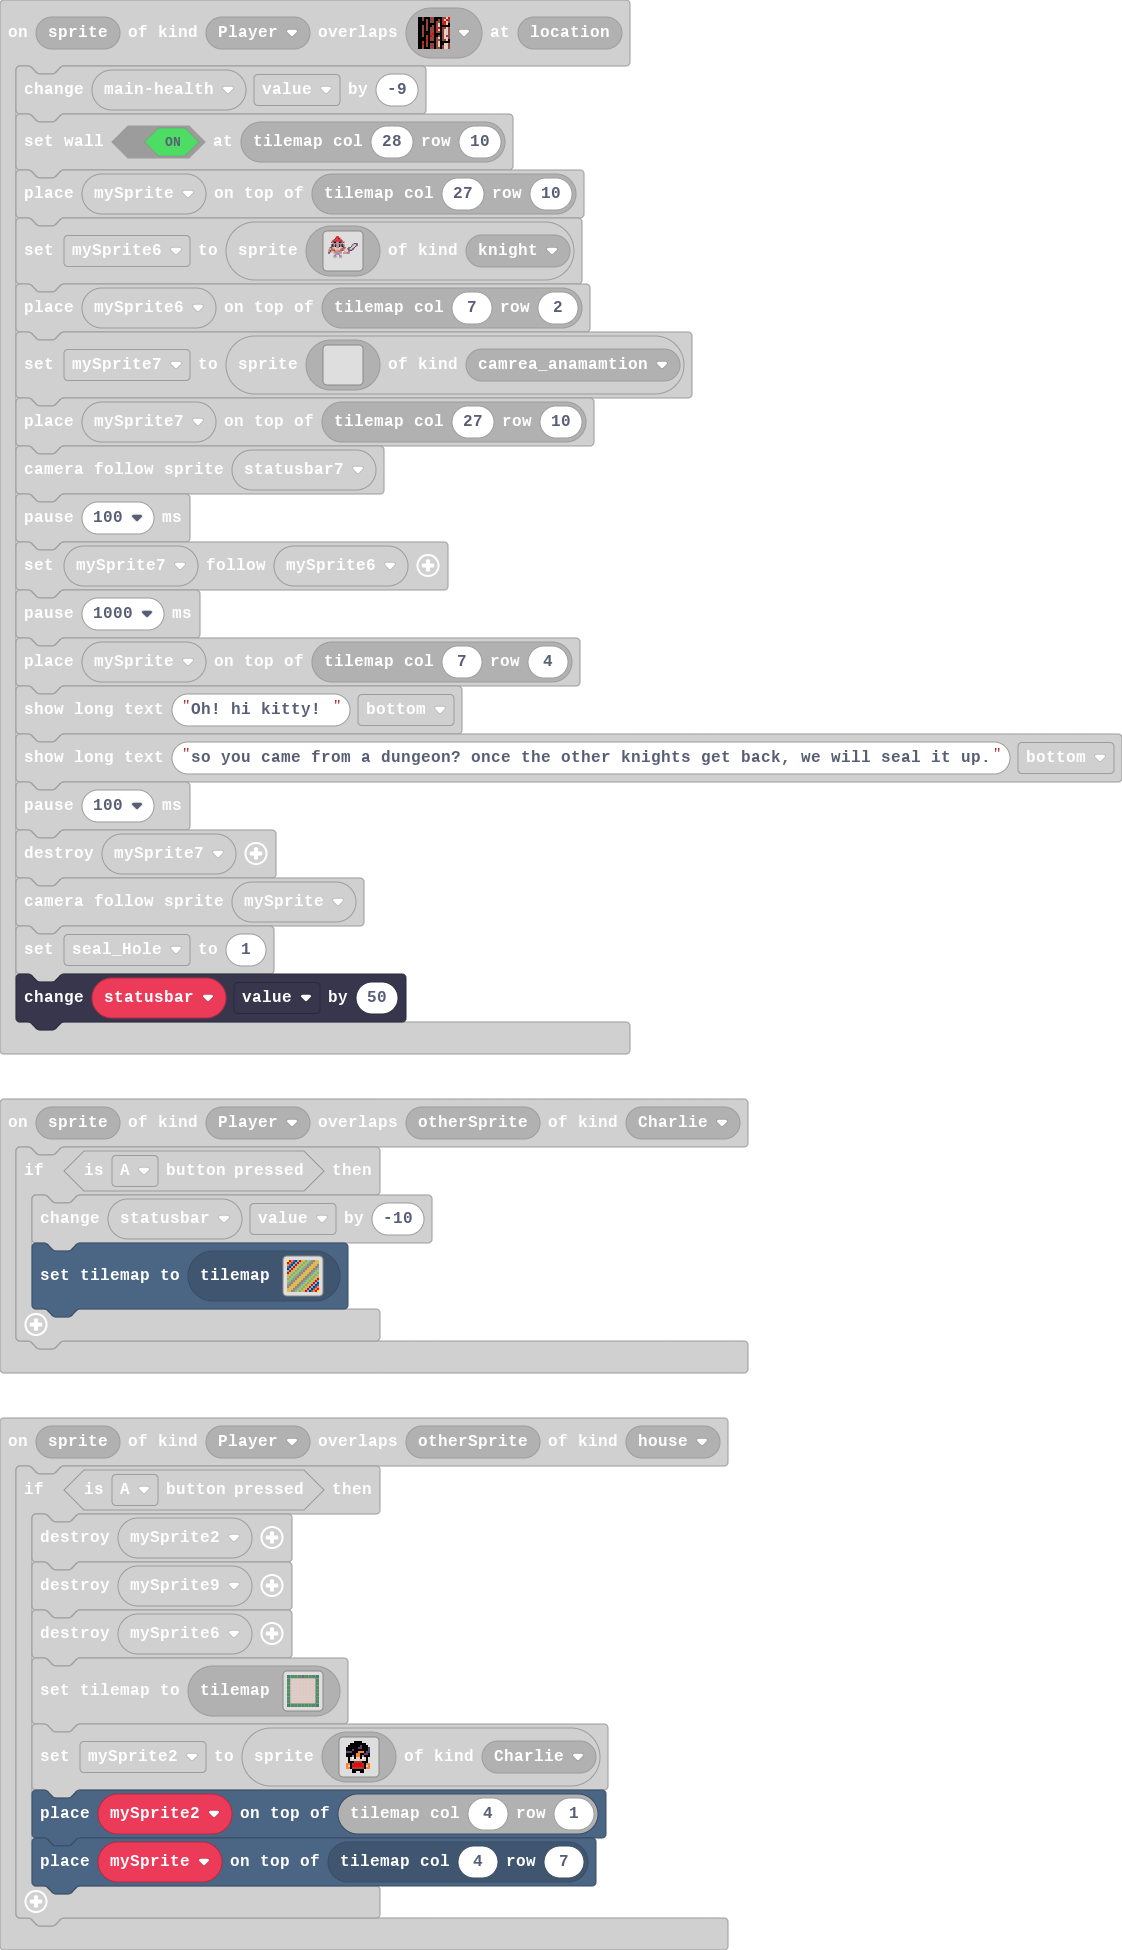 on sprite of kind Player overlaps at location
change main-health value by -9
set wall ON at tilemap col 28 row 10
place mySprite on top of tilemap col 27 row 10
set mySprite6 to sprite of kind knight
place mySprite6 on top of tilemap col 7 row 2
set mySprite7 to sprite of kind camrea_anamamtion
place mySprite7 on top of tilemap col 27 row 10
camera follow sprite statusbar7
pause 100 ms
set mySprite7 follow mySprite6
pause 1000 ms
place mySprite on top of tilemap col 7 row 4
show long text "Oh! hi kitty! " bottom
show long text "so you came from a dungeon? once the other knights get back, we will seal it up." bottom
pause 100 ms
destroy mySprite7
camera follow sprite mySprite
set seal_Hole to 1
change statusbar value by 50
on sprite of kind Player overlaps otherSprite of kind Charlie
if is A button pressed then
change statusbar value by -10
set tilemap to tilemap
on sprite of kind Player overlaps otherSprite of kind house
if is A button pressed then
destroy mySprite2
destroy mySprite9
destroy mySprite6
set tilemap to tilemap
set mySprite2 to sprite of kind Charlie
place mySprite2 on top of tilemap col 4 row 1
place mySprite on top of tilemap col 4 row 7